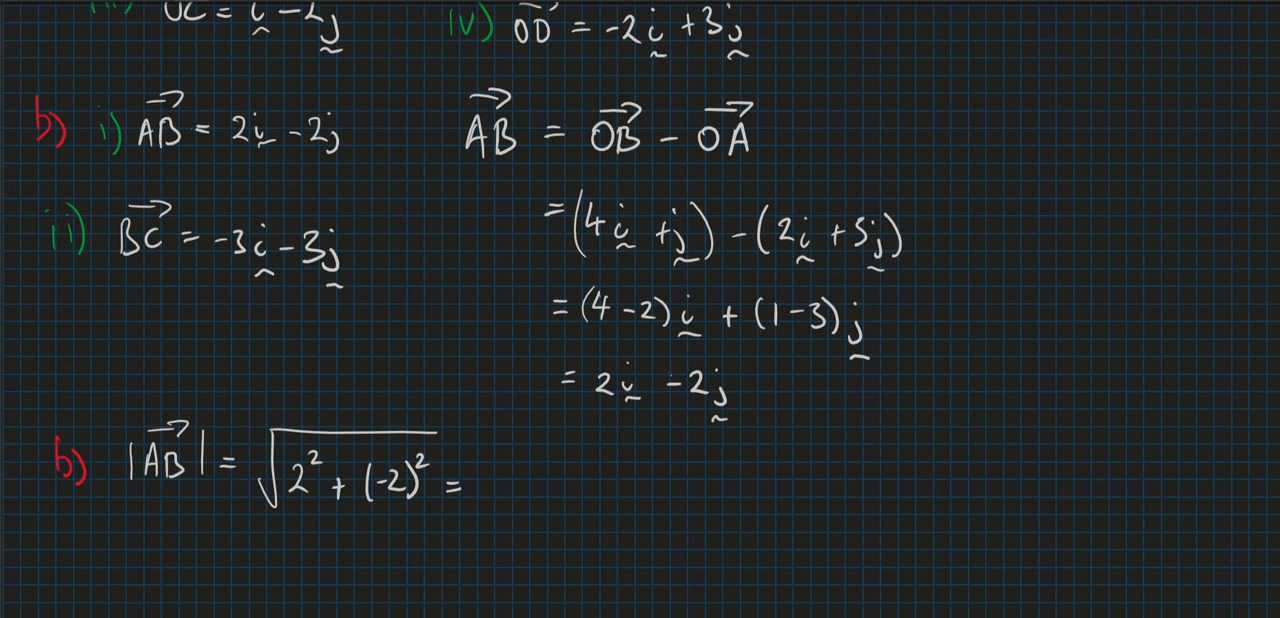 iii) OC = i - 2j  iv) OD = -2i + 3j
b) i) AB = 2i - 2j  AB = OB - OA
ii) BC = -3i - 3j  = (4i + j) - (2i + 3j)
= (4 - 2)i + (1 - 3)j
= 2i - 2j
b) |AB| = √(2² + (-2)²) =